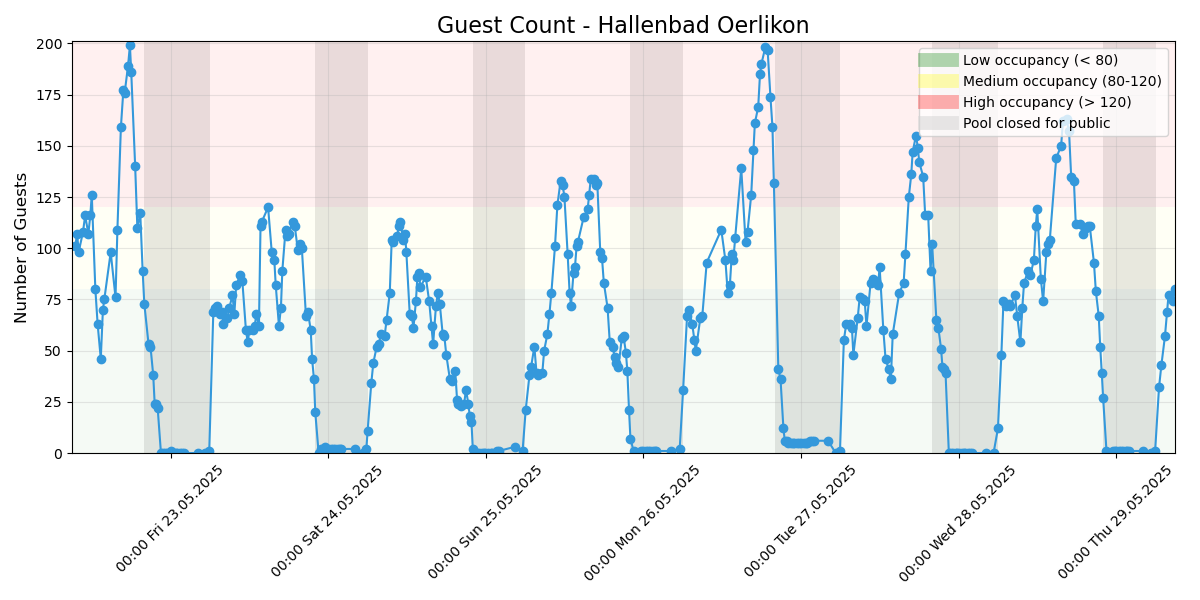 Guest Count - Hallenbad Oerlikon
Number of Guests
200
175
150
125
100
75
50
25
0
Low occupancy (< 80)
Medium occupancy (80-120)
High occupancy (> 120)
Pool closed for public
00:00 Fri 23.05.2025
00:00 Sat 24.05.2025
00:00 Sun 25.05.2025
00:00 Mon 26.05.2025
00:00 Tue 27.05.2025
00:00 Wed 28.05.2025
00:00 Thu 29.05.2025